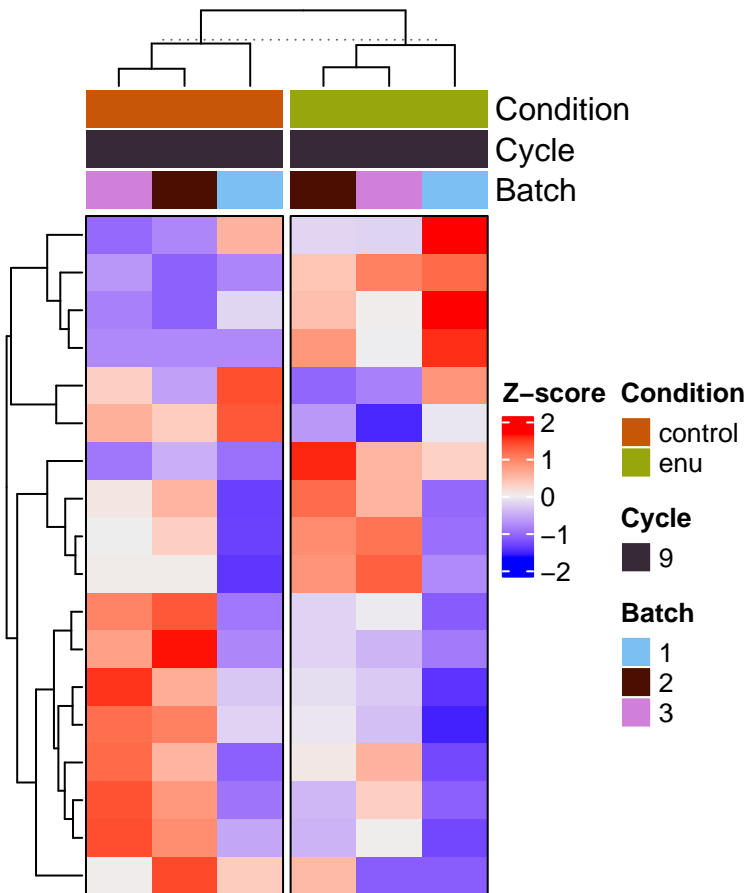 Condition
Cycle
Batch
Z−score
2
1
0
−1
−2
Condition
control
enu
Cycle
9
Batch
1
2
3